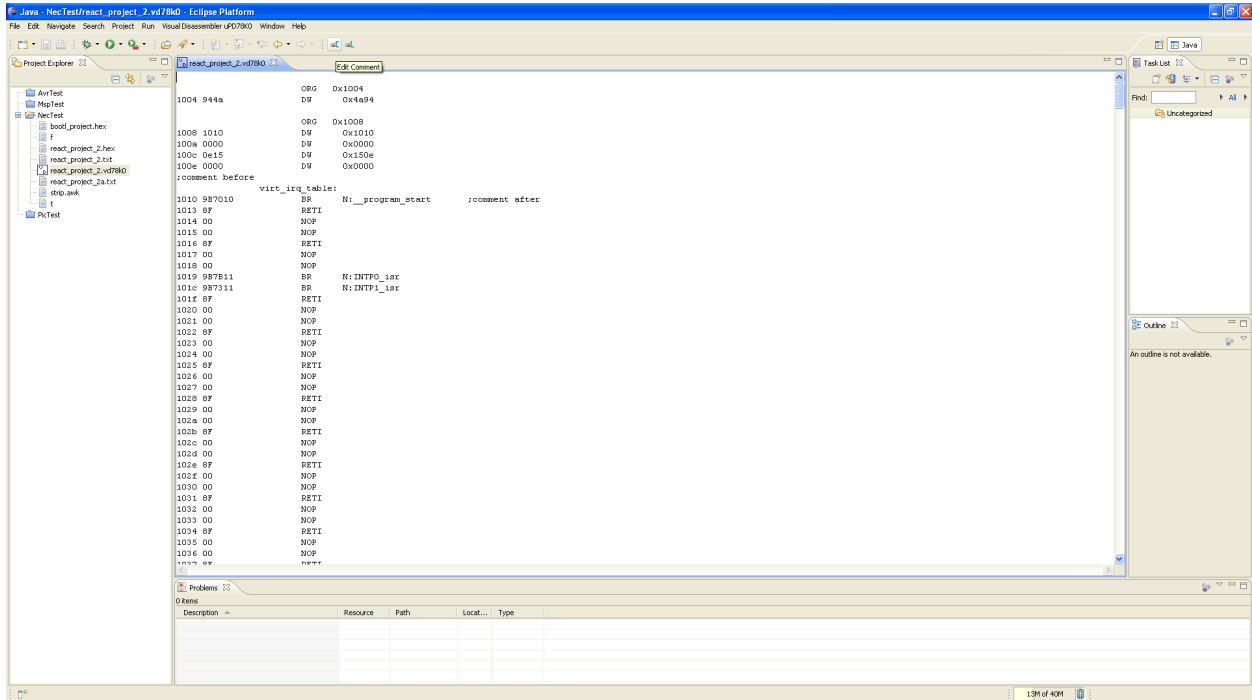 Java - NecTest/react_project_2.vd78k0 - Eclipse Platform
File Edit Navigate Search Project Run Visual Disassembler uPD78K0 Window Help
Java
Project Explorer
AvrTest
MspTest
NecTest
bootl_project.hex
f
react_project_2.hex
react_project_2.txt
react_project_2.vd78k0
react_project_2a.txt
strip.awk
t
PicTest
react_project_2.vd78k0
Edit Comment
ORG 0x1004
1004 944a DW 0x4a94
ORG 0x1008
1008 1010 DW 0x1010
100a 0000 DW 0x0000
100c 0e15 DW 0x150e
100e 0000 DW 0x0000
;comment before
virt_irq_table:
1010 9B7010 BR N:__program_start ;comment after
1013 8F RETI
1014 00 NOP
1015 00 NOP
1016 8F RETI
1017 00 NOP
1018 00 NOP
1019 9B7B11 BR N:INTP0_isr
101c 9B7311 BR N:INTP1_isr
101f 8F RETI
1020 00 NOP
1021 00 NOP
1022 8F RETI
1023 00 NOP
1024 00 NOP
1025 8F RETI
1026 00 NOP
1027 00 NOP
1028 8F RETI
1029 00 NOP
102a 00 NOP
102b 8F RETI
102c 00 NOP
102d 00 NOP
102e 8F RETI
102f 00 NOP
1030 00 NOP
1031 8F RETI
1032 00 NOP
1033 00 NOP
1034 8F RETI
1035 00 NOP
1036 00 NOP
1037 8F RETI
Task List
Find: All
Uncategorized
Outline
An outline is not available.
Problems
0 items
Description Resource Path Locat... Type
13M of 40M